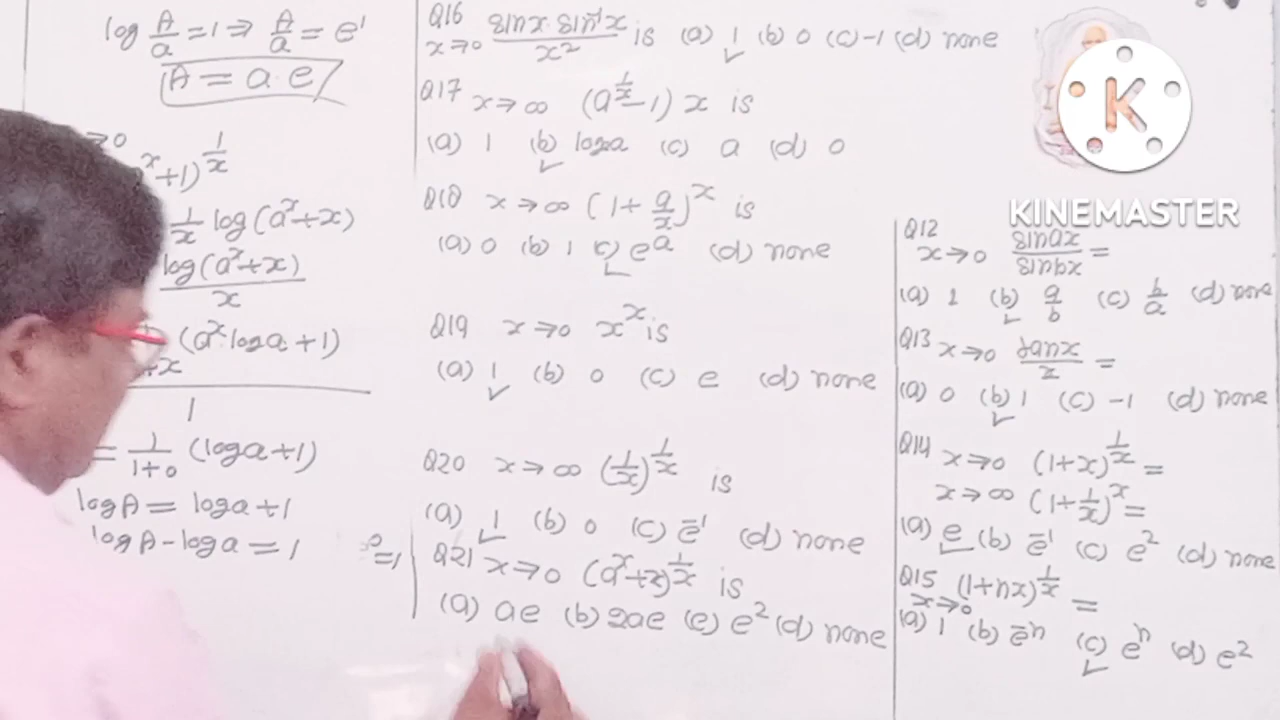 log A/a = 1 ⇒ A/a = e¹
A = a.e
→0
x+1)^(1/x)
1/x log(a^x+x)
log(a^x+x)/x
(a^x.loga+1)
+x
1
= 1/(1+0) (loga+1)
logA = loga+1
logA-loga = 1
=1
Q16 x→0 (sinx.sin⁻¹x)/x² is (a) 1 ✓ (b) 0 (c) -1 (d) none
Q17 x→∞ (a^(1/x)-1) x is
(a) 1 (b) loga ✓ (c) a (d) 0
Q18 x→∞ (1+a/x)^x is
(a) 0 (b) 1 (c) e^a ✓ (d) none
Q19 x→0 x^x is
(a) 1 ✓ (b) 0 (c) e (d) none
Q20 x→∞ (1/x)^(1/x) is
(a) 1 ✓ (b) 0 (c) e⁻¹ (d) none
Q21 x→0 (a^x+x)^(1/x) is
(a) ae (b) 2ae (c) e² (d) none
K
KINEMASTER
Q12
x→0 sinax/sinbx =
(a) 1 (b) a/b ✓ (c) b/a (d) none
Q13 x→0 tanx/x =
(a) 0 (b) 1 ✓ (c) -1 (d) none
Q14 x→0 (1+x)^(1/x) =
x→∞ (1+1/x)^x =
(a) e ✓ (b) e⁻¹ (c) e² (d) none
Q15 x→0 (1+nx)^(1/x) =
(a) 1 (b) e⁻ⁿ (c) eⁿ ✓ (d) e²